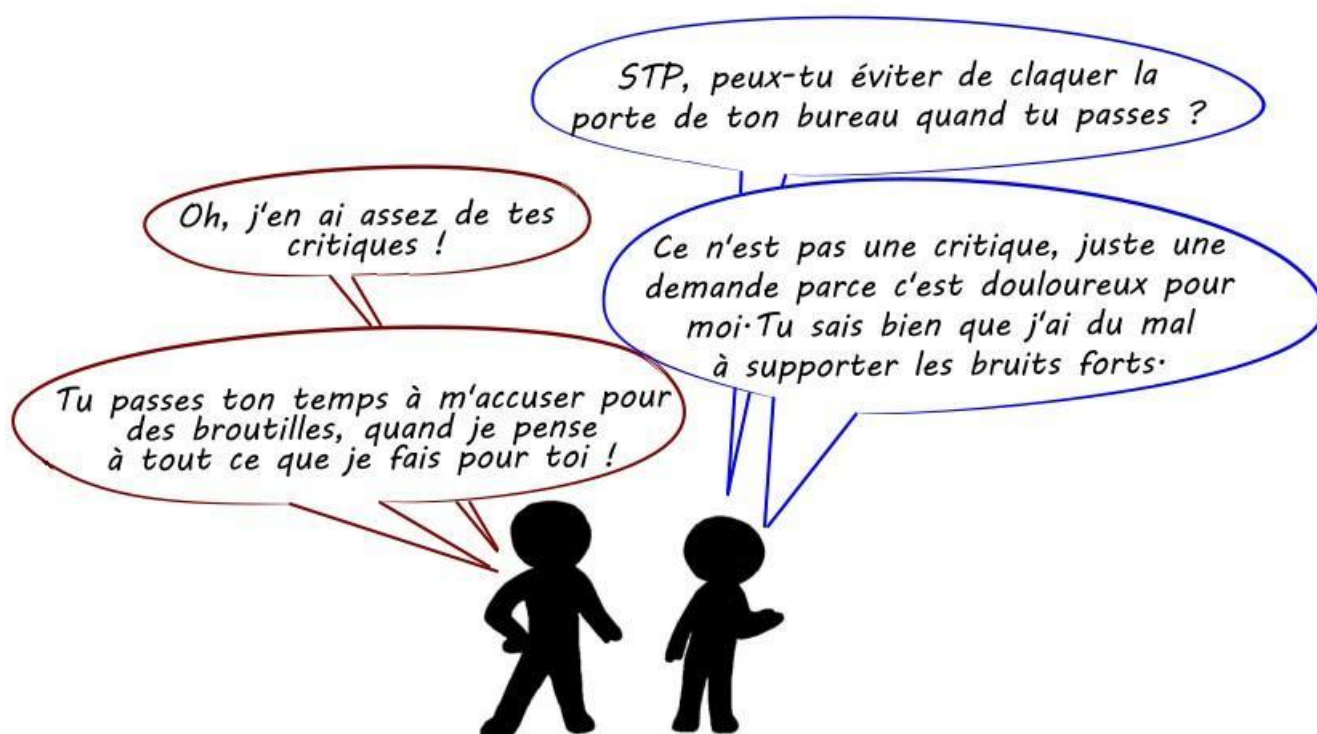 STP, peux-tu éviter de claquer la
porte de ton bureau quand tu passes ?
Oh, j'en ai assez de tes
critiques !
Ce n'est pas une critique, juste une
demande parce c'est douloureux pour
moi.Tu sais bien que j'ai du mal
à supporter les bruits forts.
Tu passes ton temps à m'accuser pour
des broutilles, quand je pense
à tout ce que je fais pour toi !